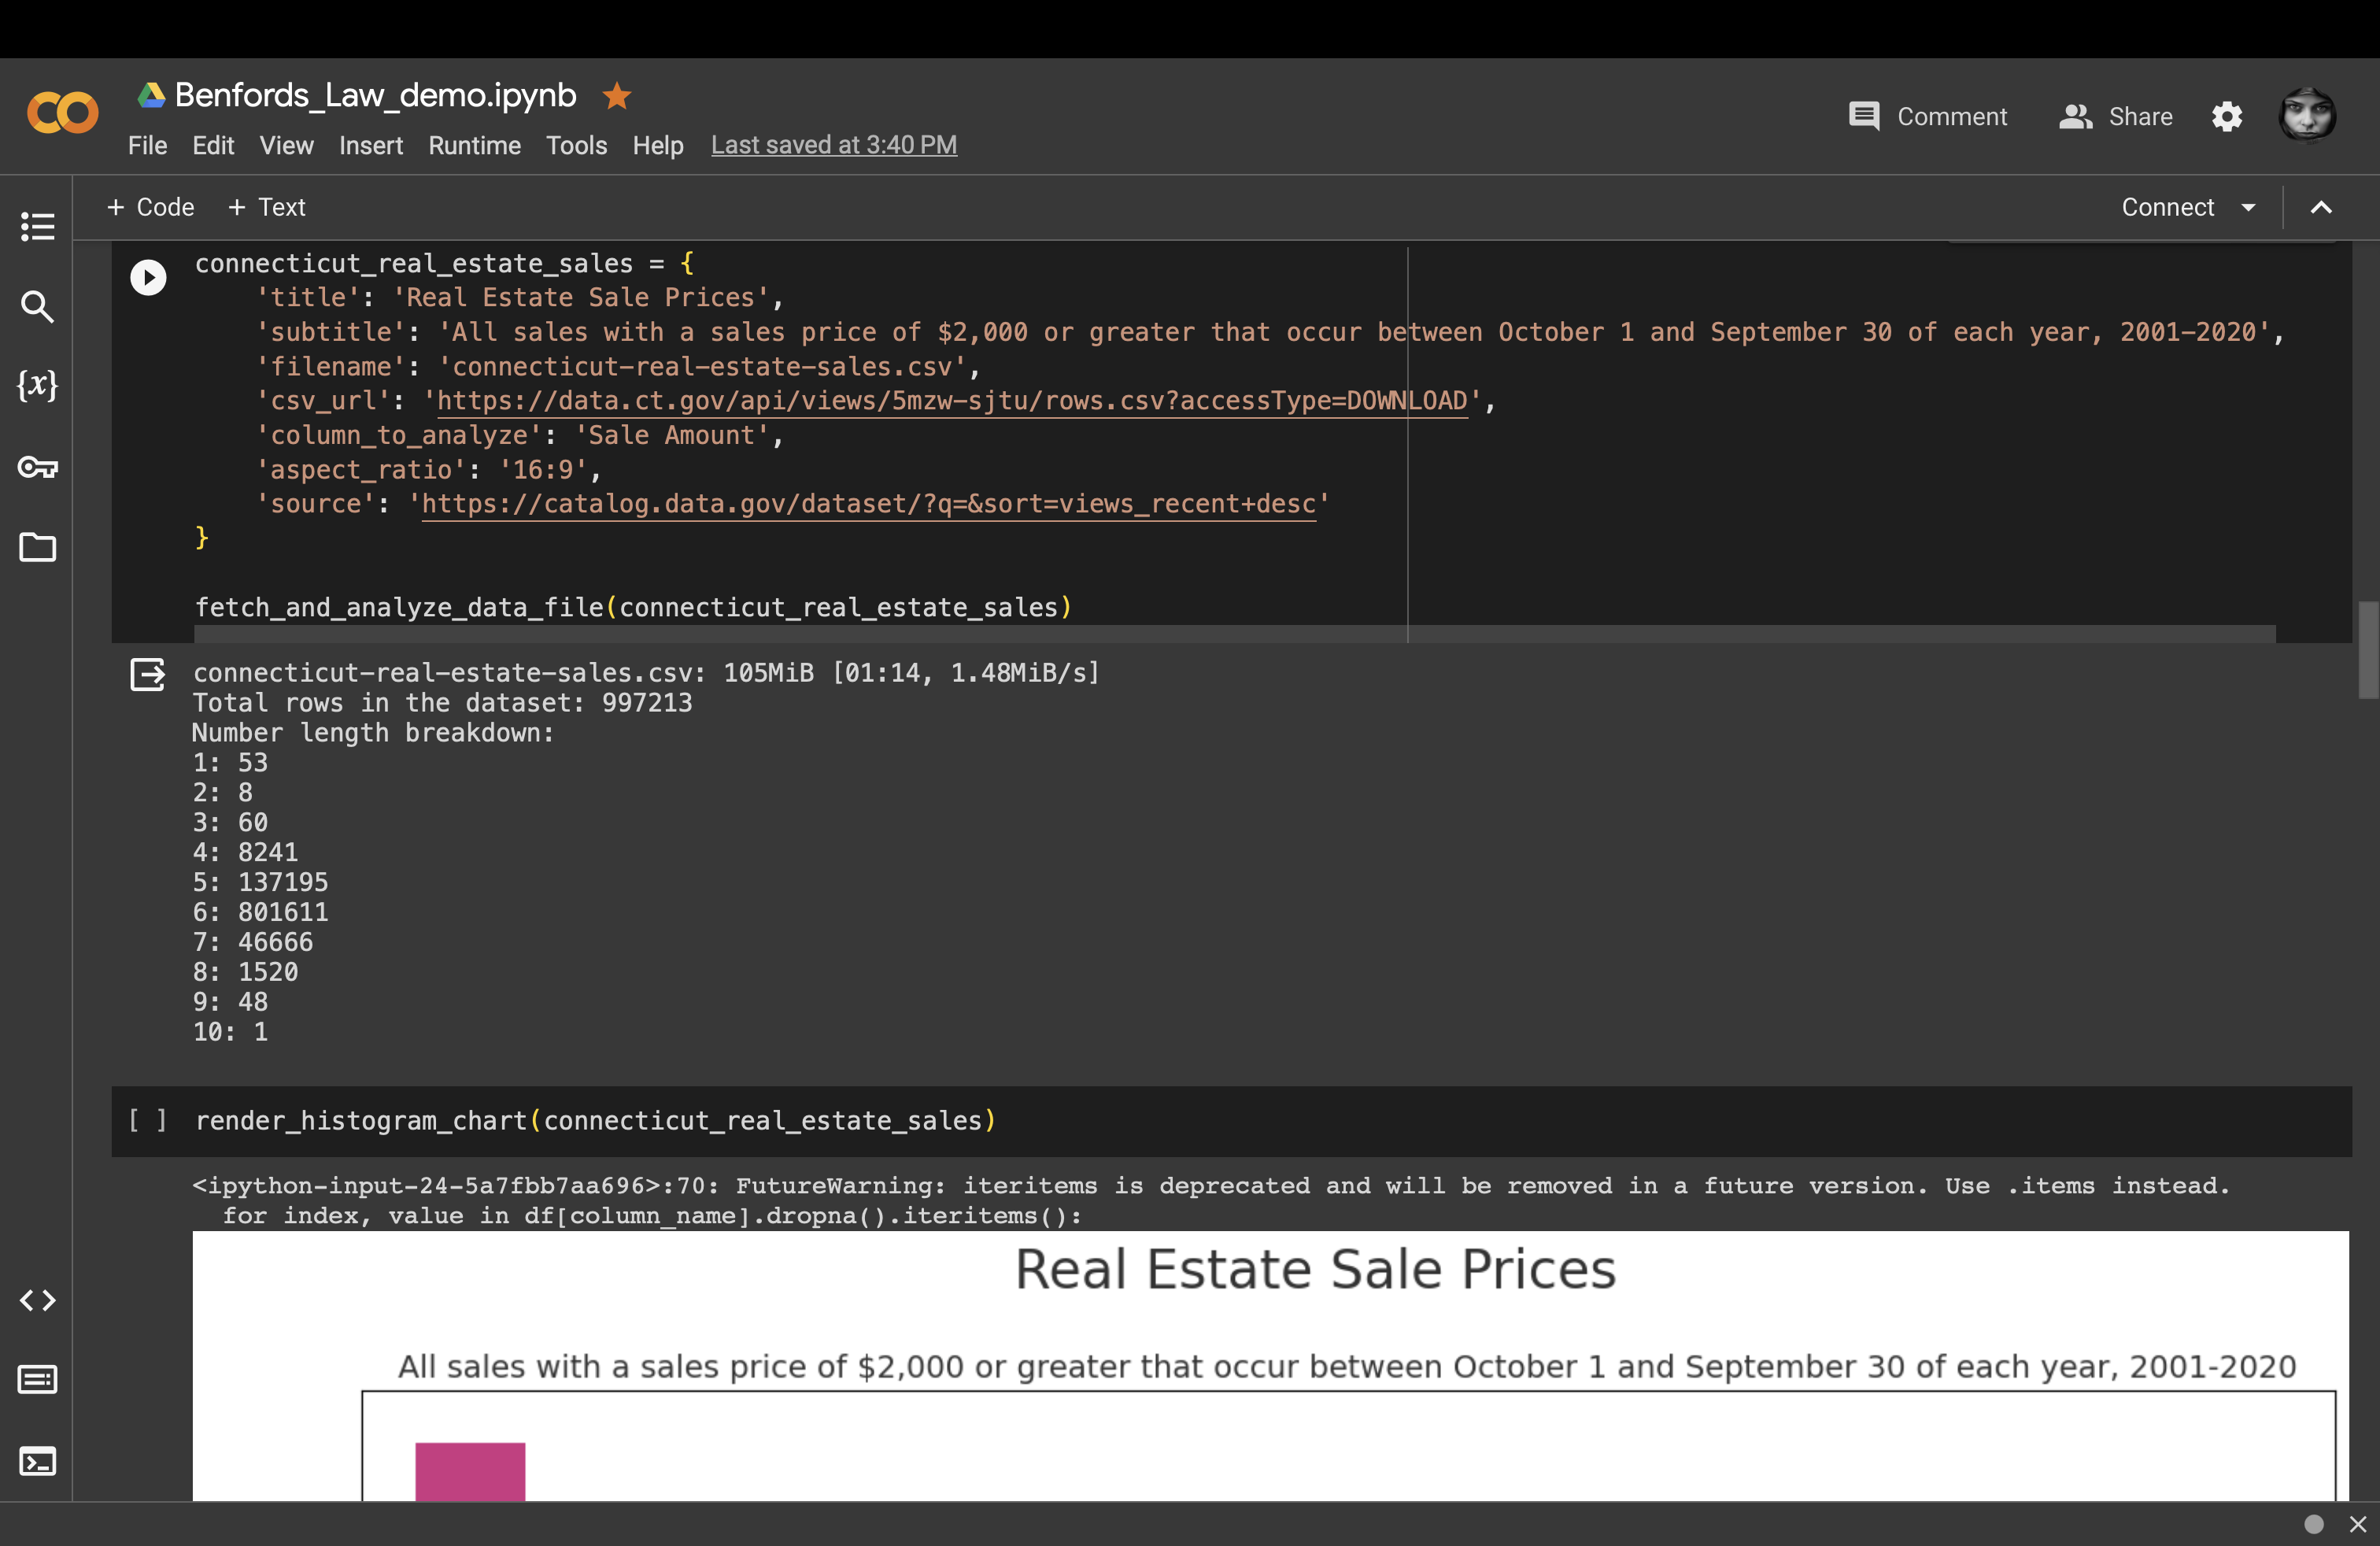 Benfords_Law_demo.ipynb
File Edit View Insert Runtime Tools Help Last saved at 3:40 PM
Comment Share
+ Code + Text
Connect
connecticut_real_estate_sales = {
    'title': 'Real Estate Sale Prices',
    'subtitle': 'All sales with a sales price of $2,000 or greater that occur between October 1 and September 30 of each year, 2001-2020',
    'filename': 'connecticut-real-estate-sales.csv',
    'csv_url': 'https://data.ct.gov/api/views/5mzw-sjtu/rows.csv?accessType=DOWNLOAD',
    'column_to_analyze': 'Sale Amount',
    'aspect_ratio': '16:9',
    'source': 'https://catalog.data.gov/dataset/?q=&sort=views_recent+desc'
}
fetch_and_analyze_data_file(connecticut_real_estate_sales)
connecticut-real-estate-sales.csv: 105MiB [01:14, 1.48MiB/s]
Total rows in the dataset: 997213
Number length breakdown:
1: 53
2: 8
3: 60
4: 8241
5: 137195
6: 801611
7: 46666
8: 1520
9: 48
10: 1
[ ] render_histogram_chart(connecticut_real_estate_sales)
<ipython-input-24-5a7fbb7aa696>:70: FutureWarning: iteritems is deprecated and will be removed in a future version. Use .items instead.
  for index, value in df[column_name].dropna().iteritems():
Real Estate Sale Prices
All sales with a sales price of $2,000 or greater that occur between October 1 and September 30 of each year, 2001-2020